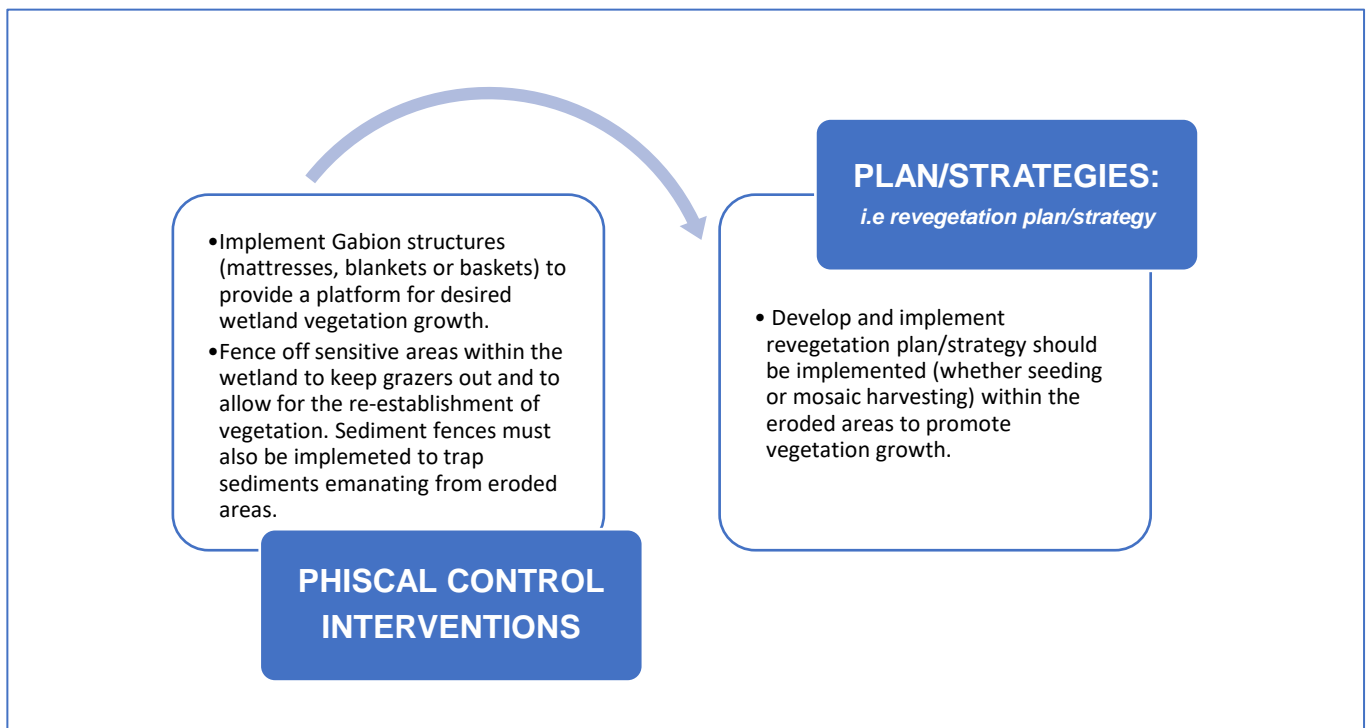 •Implement Gabion structures
(mattresses, blankets or baskets) to
provide a platform for desired
wetland vegetation growth.
•Fence off sensitive areas within the
wetland to keep grazers out and to
allow for the re-establishment of
vegetation. Sediment fences must
also be implemeted to trap
sediments emanating from eroded
areas.
PHISCAL CONTROL
INTERVENTIONS
PLAN/STRATEGIES:
i.e revegetation plan/strategy
• Develop and implement
revegetation plan/strategy should
be implemented (whether seeding
or mosaic harvesting) within the
eroded areas to promote
vegetation growth.